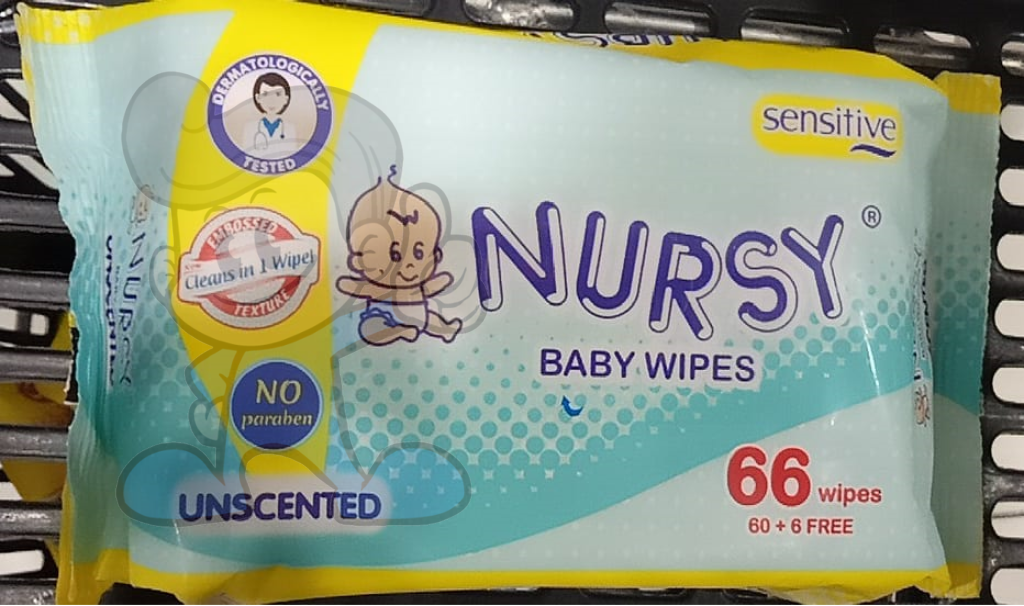 DERMATOLOGICALLY
TESTED
sensitive
EMBOSSED
Cleans in 1 Wipe!
TEXTURE
NURSY®
BABY WIPES
NO
paraben
UNSCENTED
66 wipes
60 + 6 FREE
NURSY